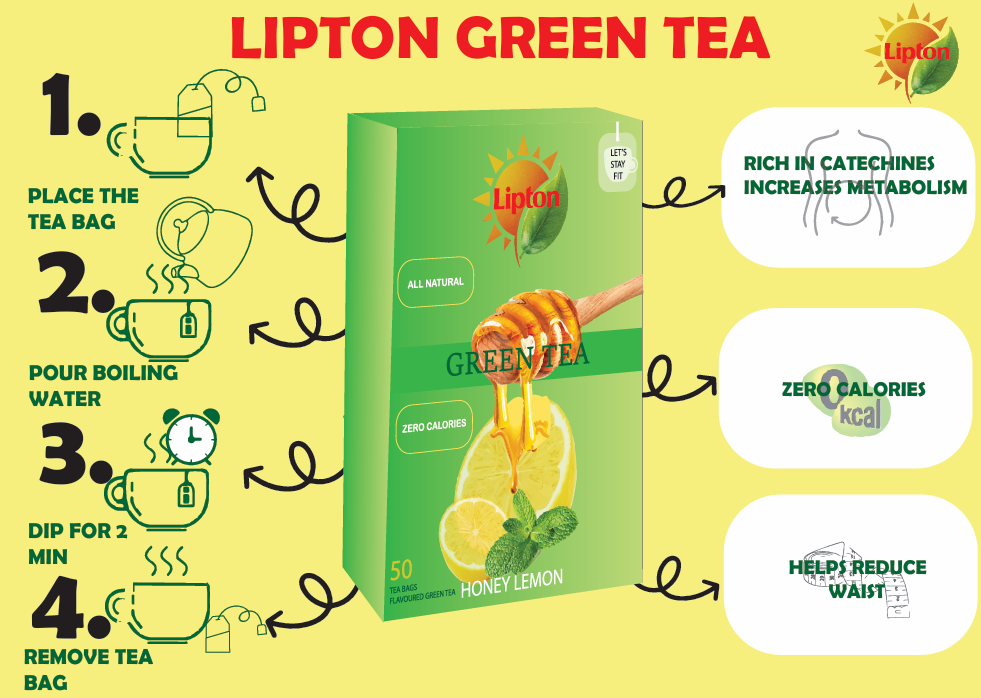 LIPTON GREEN TEA
Lipton
1.
PLACE THE
TEA BAG
2.
POUR BOILING
WATER
3.
DIP FOR 2
MIN
4.
REMOVE TEA
BAG
LET'S
STAY
FIT
Lipton
ALL NATURAL
GREEN TEA
ZERO CALORIES
50
TEA BAGS
FLAVOURED GREEN TEA
HONEY LEMON
RICH IN CATECHINES
INCREASES METABOLISM
ZERO CALORIES
0
kcal
HELPS REDUCE
WAIST